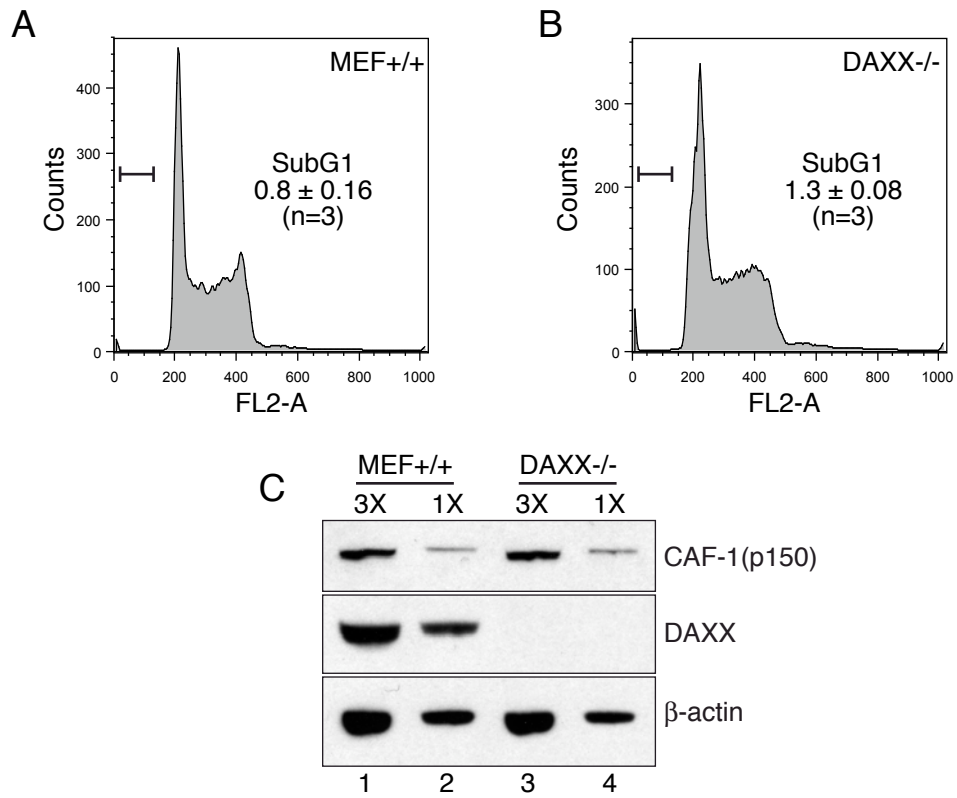 A
MEF+/+
400
300
200
100
0
Counts
SubG1
0.8 ± 0.16
(n=3)
0 200 400 600 800 1000
FL2-A
B
DAXX-/-
300
200
100
0
Counts
SubG1
1.3 ± 0.08
(n=3)
0 200 400 600 800 1000
FL2-A
C
MEF+/+ DAXX-/-
3X 1X 3X 1X
CAF-1(p150)
DAXX
β-actin
1 2 3 4